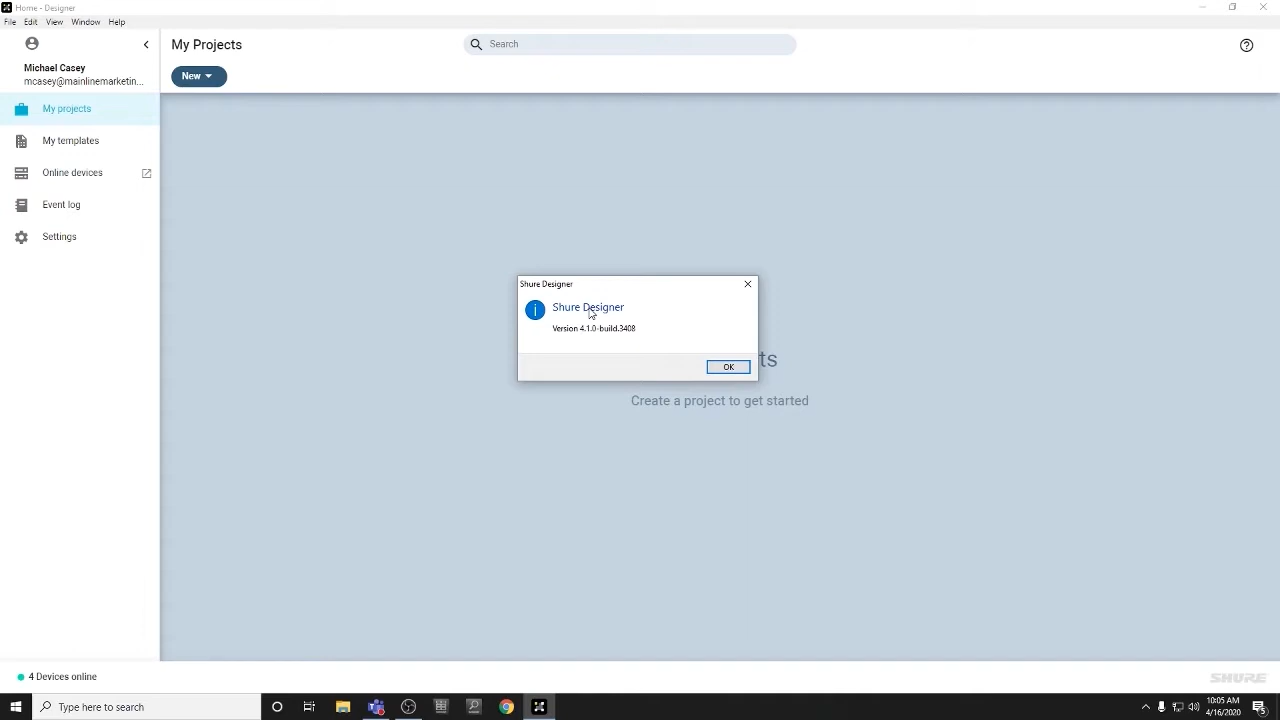 Home - Designer
File Edit View Window Help
Michael Casey
mcasey@mainlinemarketin...
My Projects
Search
New
My projects
My templates
Online devices
Event log
Settings
Shure Designer
Shure Designer
Version 4.1.0-build.3408
OK
ts
Create a project to get started
4 Devices online
SHURE
Type here to search
10:05 AM
4/16/2020